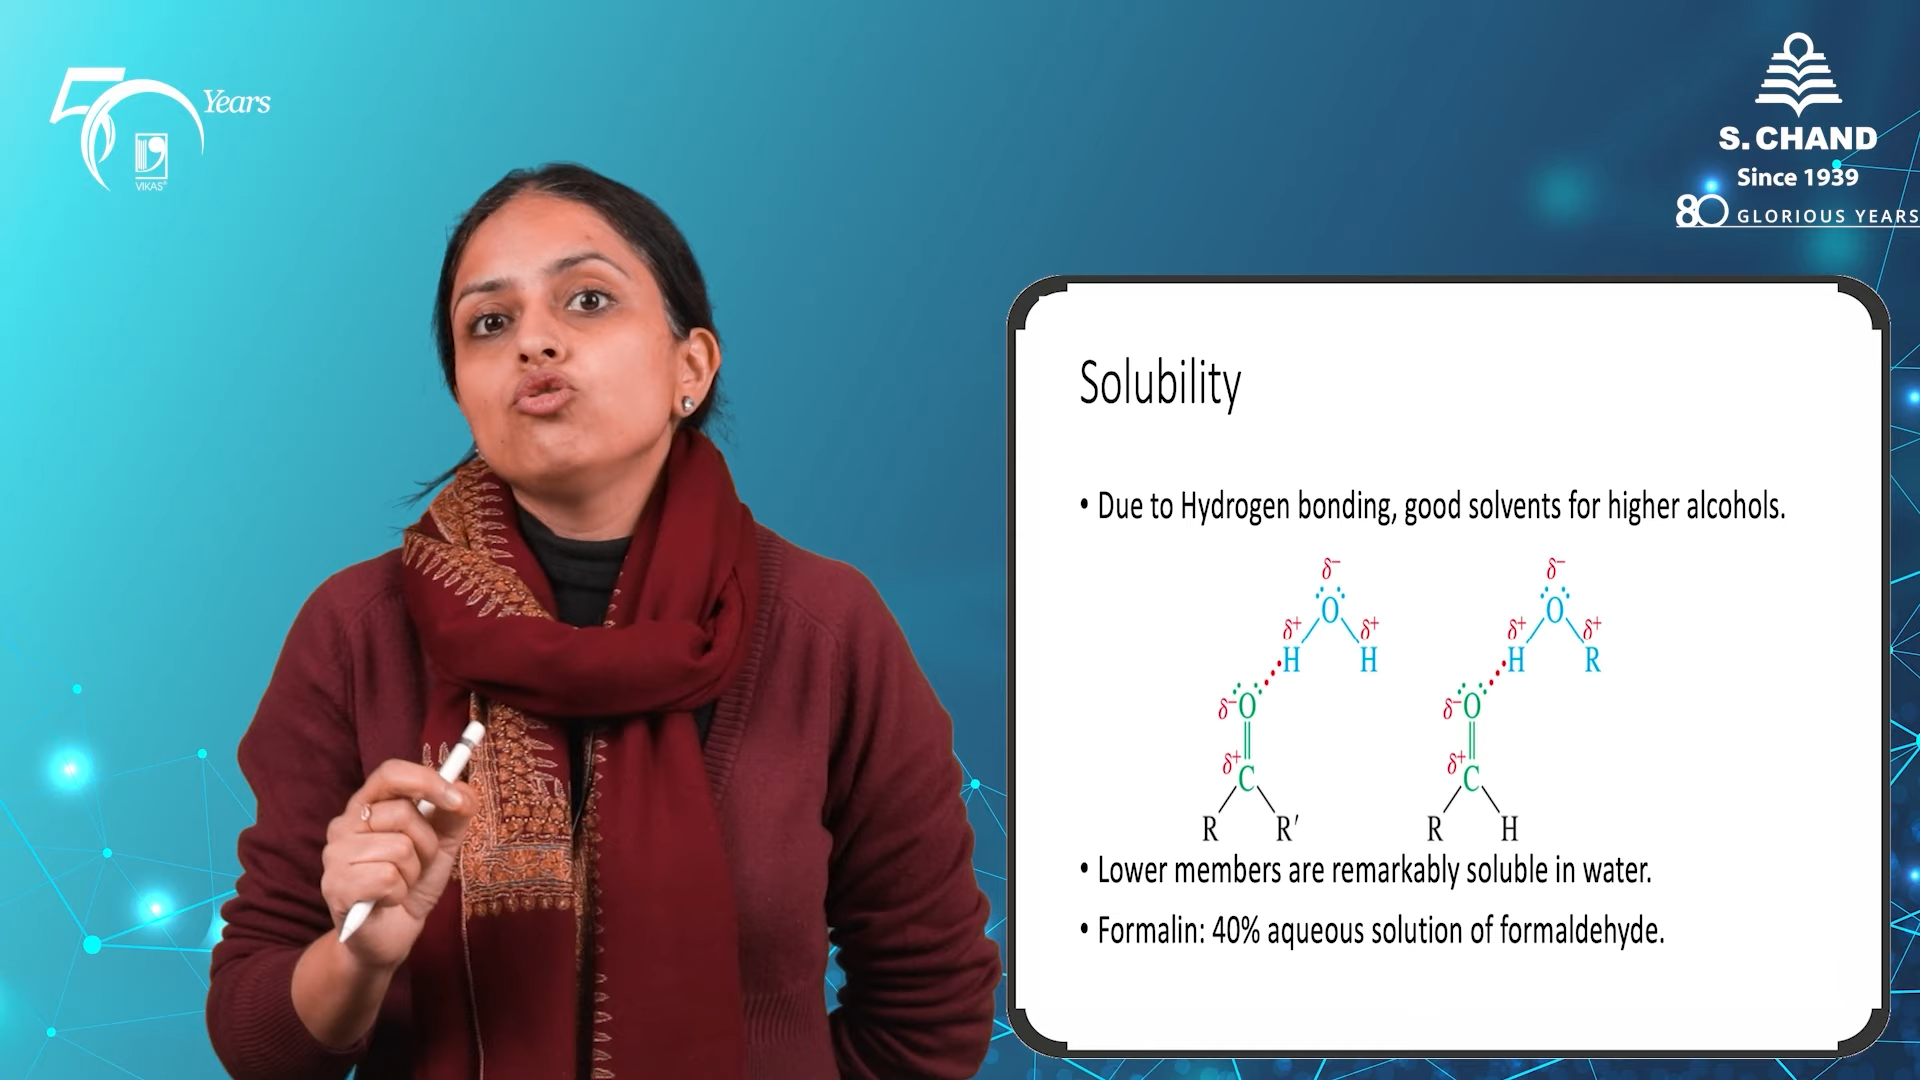 50 Years
VIKAS®
S. CHAND
Since 1939
80 GLORIOUS YEARS
Solubility
• Due to Hydrogen bonding, good solvents for higher alcohols.
δ⁻ δ⁻
O O
δ⁺ δ⁺ δ⁺ δ⁺
H H H R
δ⁻ O δ⁻ O
δ⁺ C δ⁺ C
R R′ R H
• Lower members are remarkably soluble in water.
• Formalin: 40% aqueous solution of formaldehyde.